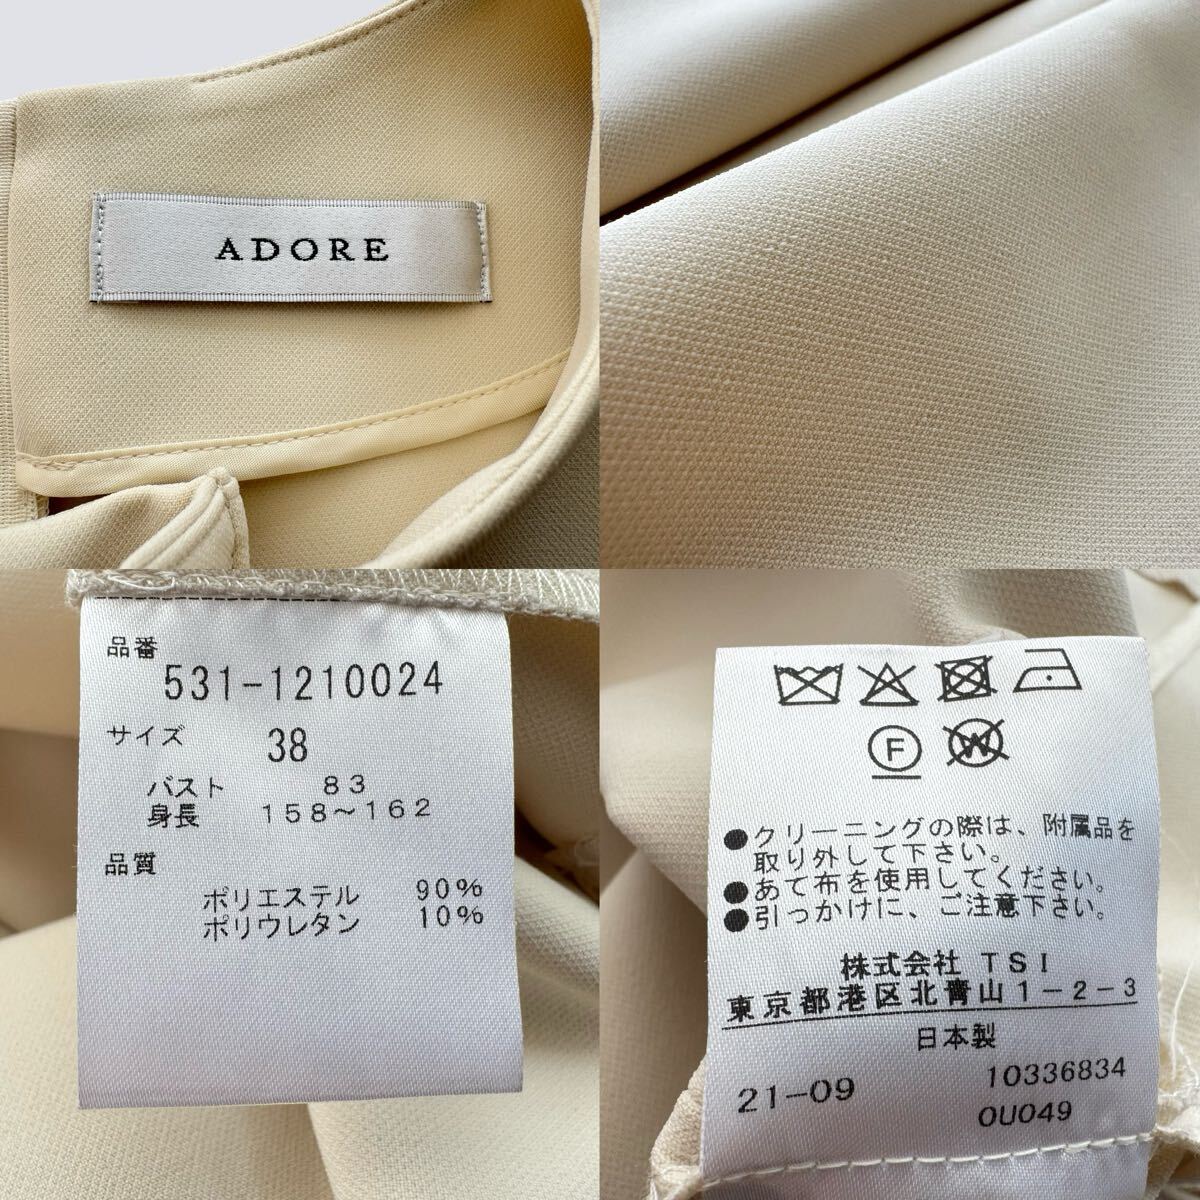 ADORE
品番
531-1210024
サイズ 38
バスト 83
身長 158〜162
品質
ポリエステル 90%
ポリウレタン 10%
F
W
●クリーニングの際は、附属品を
取り外して下さい。
●あて布を使用してください。
●引っかけに、ご注意下さい。
株式会社 TSI
東京都港区北青山1-2-3
日本製
21-09 10336834
0U049